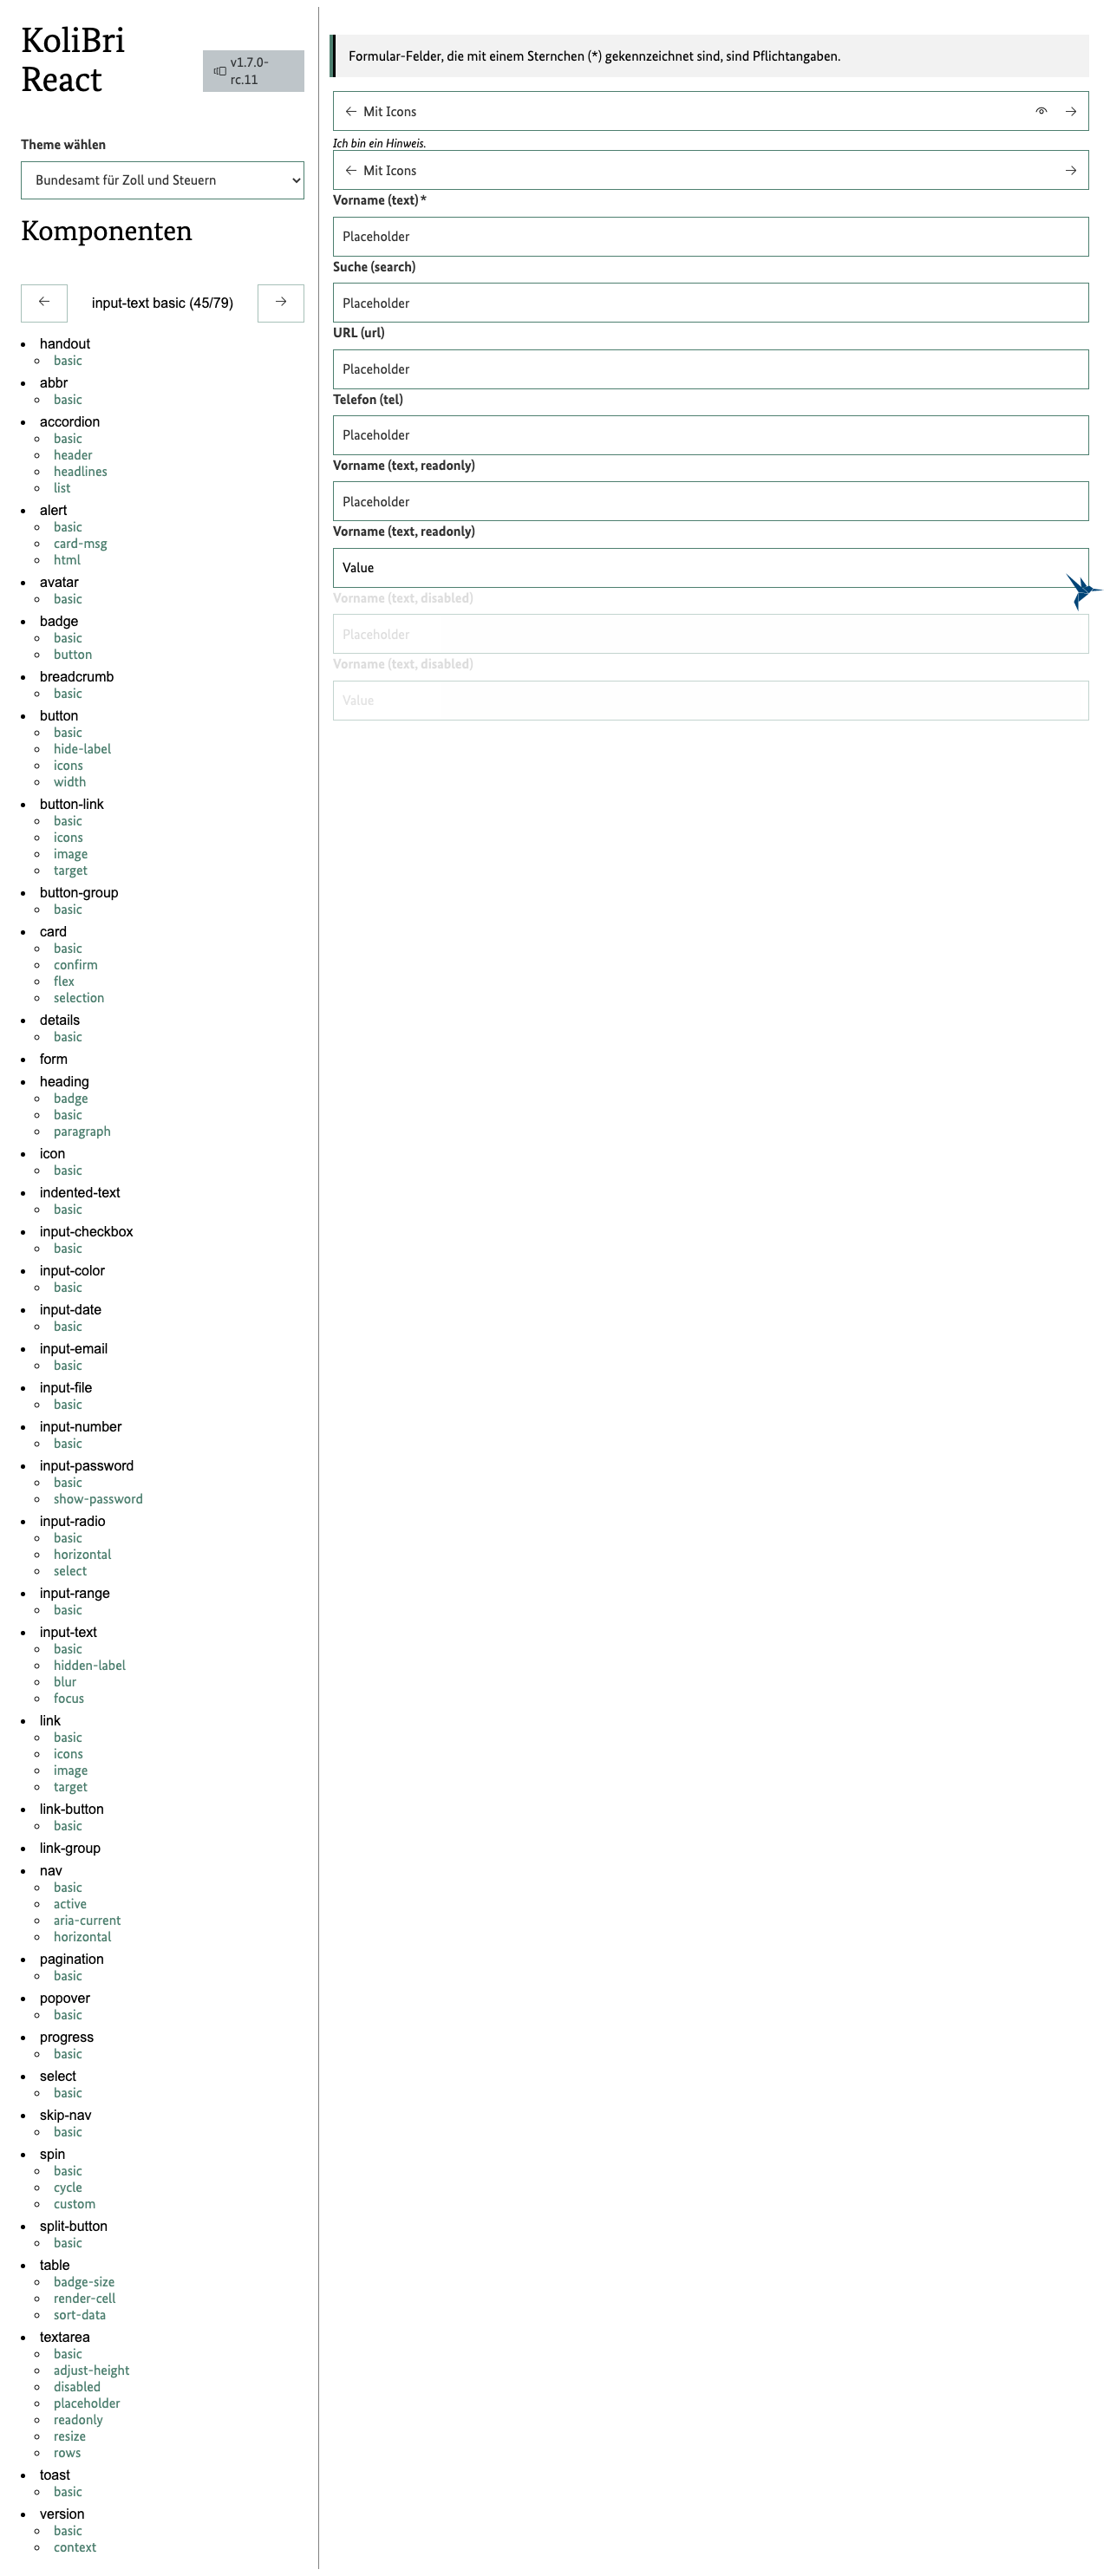 KoliBri
React
v1.7.0-
rc.11
Theme wählen
Bundesamt für Zoll und Steuern
Komponenten
input-text basic (45/79)
handout
basic
abbr
basic
accordion
basic
header
headlines
list
alert
basic
card-msg
html
avatar
basic
badge
basic
button
breadcrumb
basic
button
basic
hide-label
icons
width
button-link
basic
icons
image
target
button-group
basic
card
basic
confirm
flex
selection
details
basic
form
heading
badge
basic
paragraph
icon
basic
indented-text
basic
input-checkbox
basic
input-color
basic
input-date
basic
input-email
basic
input-file
basic
input-number
basic
input-password
basic
show-password
input-radio
basic
horizontal
select
input-range
basic
input-text
basic
hidden-label
blur
focus
link
basic
icons
image
target
link-button
basic
link-group
nav
basic
active
aria-current
horizontal
pagination
basic
popover
basic
progress
basic
select
basic
skip-nav
basic
spin
basic
cycle
custom
split-button
basic
table
badge-size
render-cell
sort-data
textarea
basic
adjust-height
disabled
placeholder
readonly
resize
rows
toast
basic
version
basic
context
Formular-Felder, die mit einem Sternchen (*) gekennzeichnet sind, sind Pflichtangaben.
Mit Icons
Ich bin ein Hinweis.
Mit Icons
Vorname (text)*
Placeholder
Suche (search)
Placeholder
URL (url)
Placeholder
Telefon (tel)
Placeholder
Vorname (text, readonly)
Placeholder
Vorname (text, readonly)
Value
Vorname (text, disabled)
Placeholder
Vorname (text, disabled)
Value